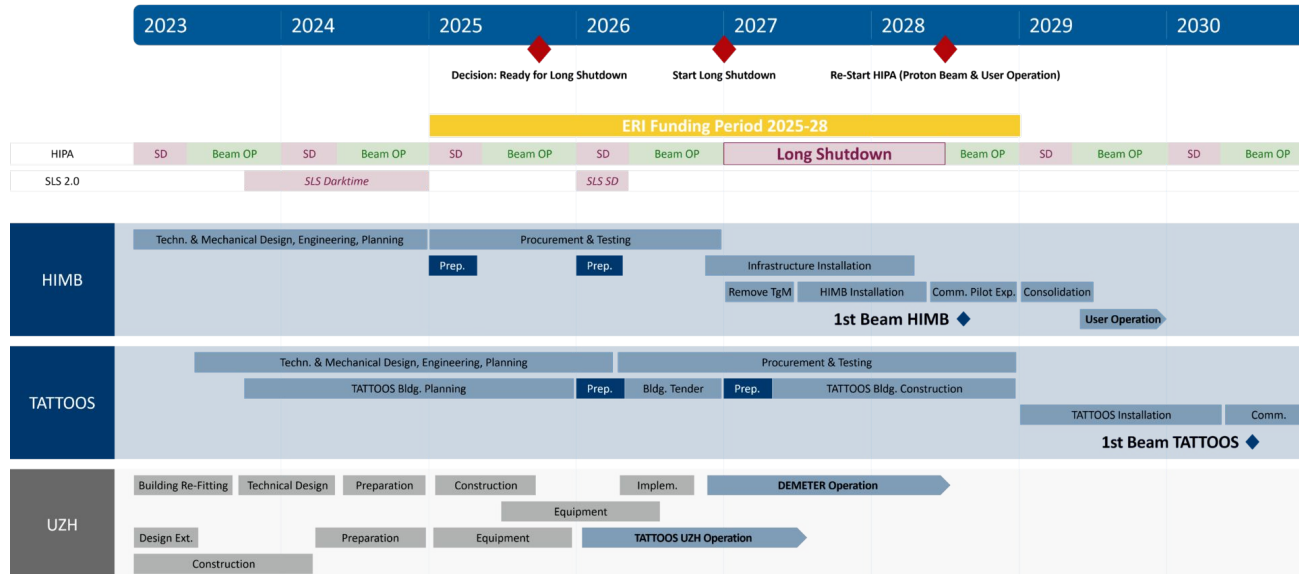 2023 2024 2025 2026 2027 2028 2029 2030
Decision: Ready for Long Shutdown Start Long Shutdown Re-Start HIPA (Proton Beam & User Operation)
ERI Funding Period 2025-28
HIPA SD Beam OP SD Beam OP SD Beam OP SD Beam OP Long Shutdown Beam OP SD Beam OP SD Beam OP
SLS 2.0 SLS Darktime SLS SD
HIMB
Techn. & Mechanical Design, Engineering, Planning Procurement & Testing
Prep. Prep. Infrastructure Installation
Remove TgM HIMB Installation Comm. Pilot Exp. Consolidation
1st Beam HIMB User Operation
TATTOOS
Techn. & Mechanical Design, Engineering, Planning Procurement & Testing
TATTOOS Bldg. Planning Prep. Bldg. Tender Prep. TATTOOS Bldg. Construction
TATTOOS Installation Comm.
1st Beam TATTOOS
UZH
Building Re-Fitting Technical Design Preparation Construction Implem. DEMETER Operation
Equipment
Design Ext. Preparation Equipment TATTOOS UZH Operation
Construction